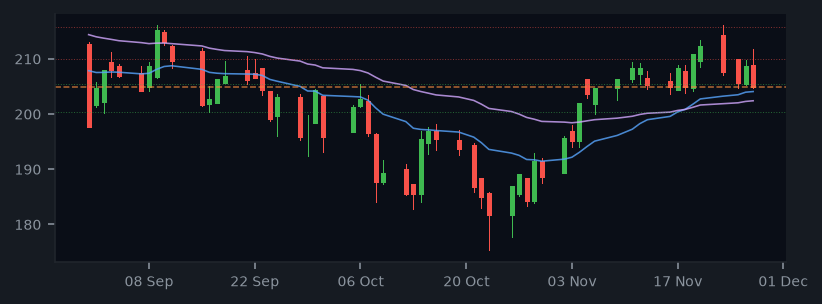 210
200
190
180
08 Sep
22 Sep
06 Oct
20 Oct
03 Nov
17 Nov
01 Dec